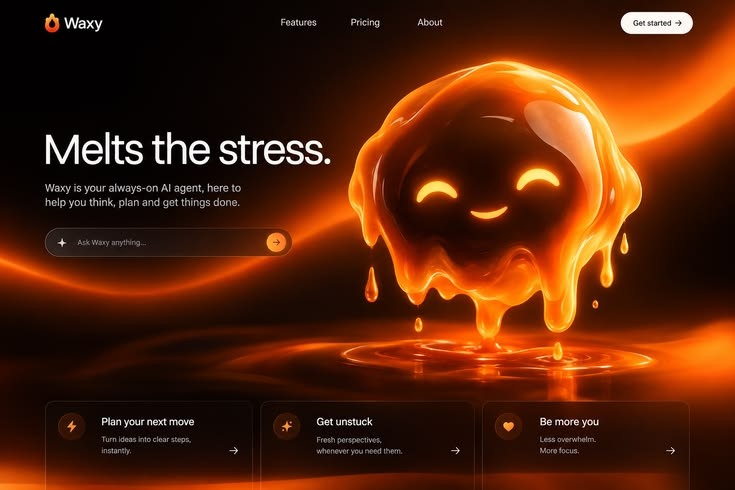 Waxy
Features
Pricing
About
Get started
Melts the stress.
Waxy is your always-on AI agent, here to
help you think, plan and get things done.
Ask Waxy anything...
Plan your next move
Turn ideas into clear steps,
instantly.
Get unstuck
Fresh perspectives,
whenever you need them.
Be more you
Less overwhelm.
More focus.